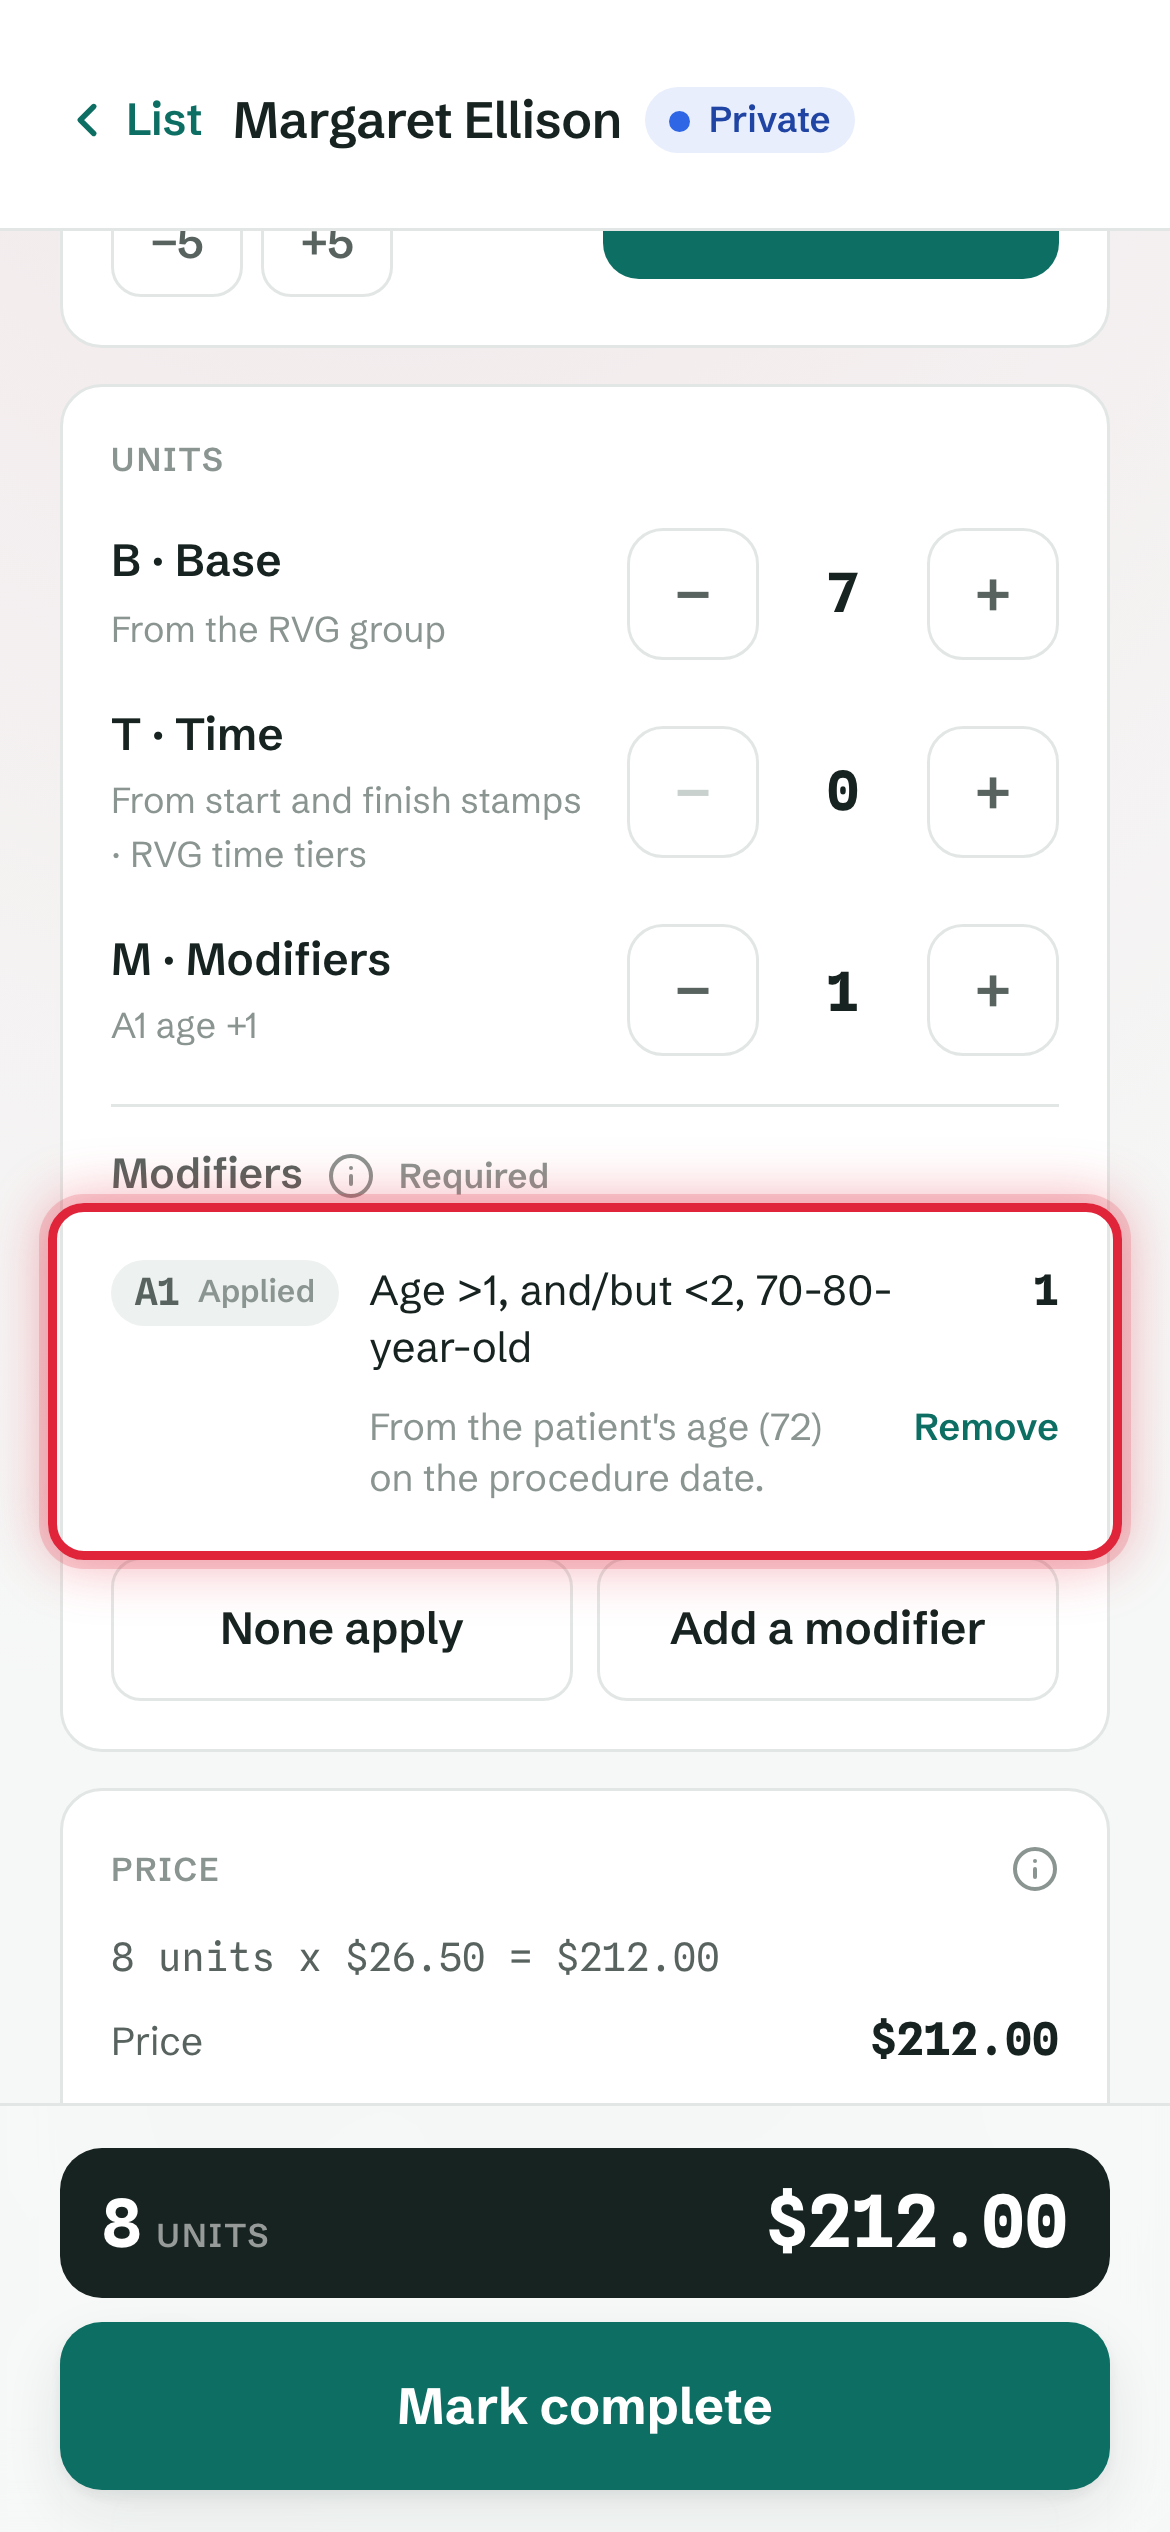 List Margaret Ellison Private
−5 +5
UNITS
B · Base
From the RVG group
− 7 +
T · Time
From start and finish stamps
· RVG time tiers
− 0 +
M · Modifiers
A1 age +1
− 1 +
Modifiers Required
A1 Applied Age >1, and/but <2, 70-80-
year-old
1
From the patient's age (72)
on the procedure date.
Remove
None apply Add a modifier
PRICE
8 units x $26.50 = $212.00
Price $212.00
8 UNITS $212.00
Mark complete